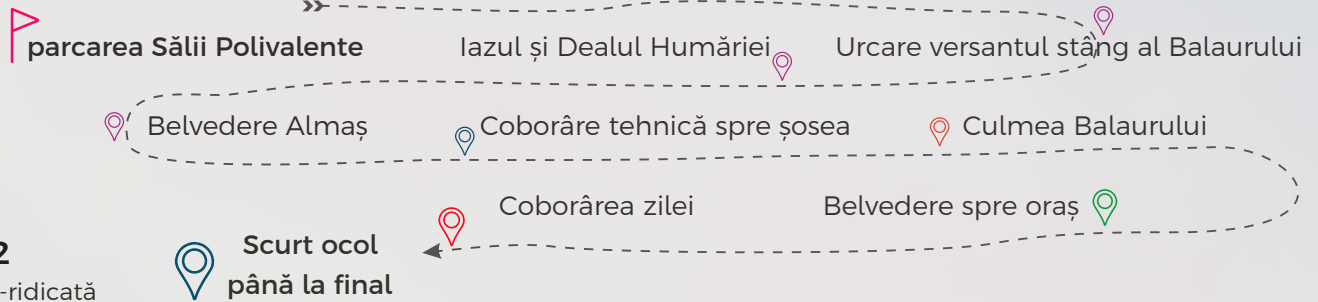 parcarea Sălii Polivalente
Iazul și Dealul Humăriei
Urcare versantul stâng al Balaurului
Belvedere Almaș
Coborâre tehnică spre șosea
Culmea Balaurului
Coborârea zilei
Belvedere spre oraș
Scurt ocol
până la final
2
-ridicată